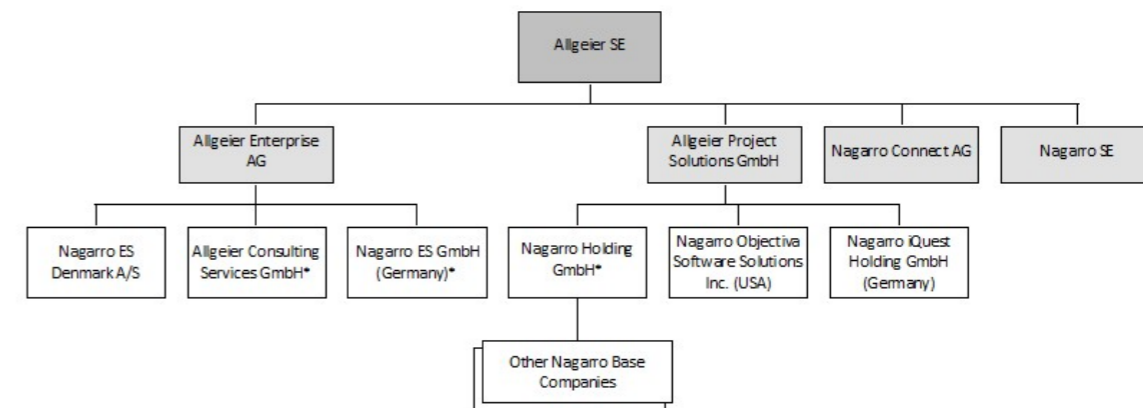 Allgeier SE
Allgeier Enterprise
AG
Allgeier Project
Solutions GmbH
Nagarro Connect AG
Nagarro SE
Nagarro ES
Denmark A/S
Allgeier Consulting
Services GmbH*
Nagarro ES GmbH
(Germany)*
Nagarro Holding
GmbH*
Nagarro Objectiva
Software Solutions
Inc. (USA)
Nagarro iQuest
Holding GmbH
(Germany)
Other Nagarro Base
Companies